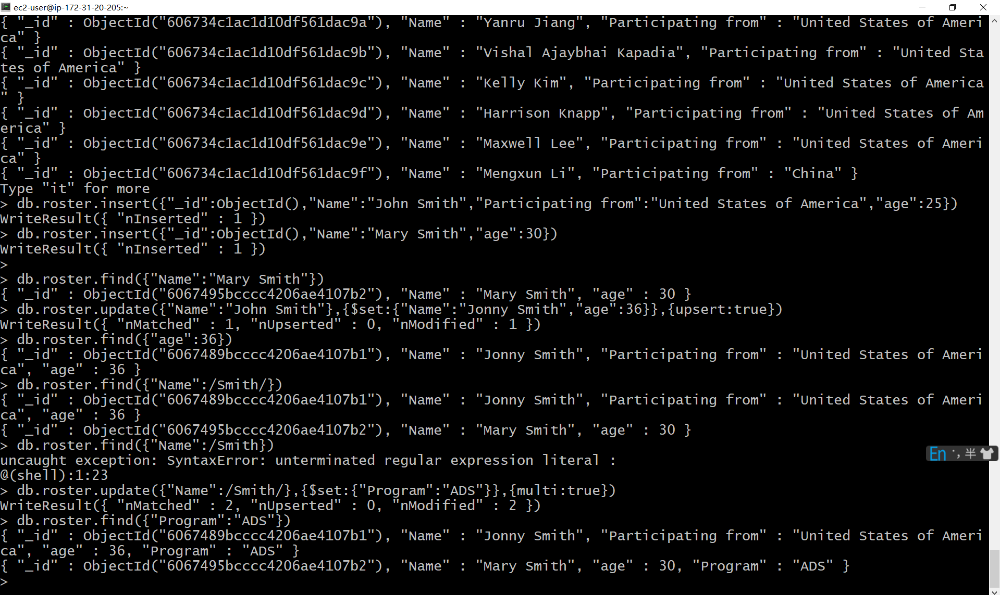 ec2-user@ip-172-31-20-205:~
{ "_id" : ObjectId("606734c1ac1d10df561dac9a"), "Name" : "Yanru Jiang", "Participating from" : "United States of Ameri
ca" }
{ "_id" : ObjectId("606734c1ac1d10df561dac9b"), "Name" : "Vishal Ajaybhai Kapadia", "Participating from" : "United Sta
tes of America" }
{ "_id" : ObjectId("606734c1ac1d10df561dac9c"), "Name" : "Kelly Kim", "Participating from" : "United States of America
" }
{ "_id" : ObjectId("606734c1ac1d10df561dac9d"), "Name" : "Harrison Knapp", "Participating from" : "United States of Am
erica" }
{ "_id" : ObjectId("606734c1ac1d10df561dac9e"), "Name" : "Maxwell Lee", "Participating from" : "United States of Ameri
ca" }
{ "_id" : ObjectId("606734c1ac1d10df561dac9f"), "Name" : "Mengxun Li", "Participating from" : "China" }
Type "it" for more
> db.roster.insert({"_id":ObjectId(),"Name":"John Smith","Participating from":"United States of America","age":25})
WriteResult({ "nInserted" : 1 })
> db.roster.insert({"_id":ObjectId(),"Name":"Mary Smith","age":30})
WriteResult({ "nInserted" : 1 })
>
> db.roster.find({"Name":"Mary Smith"})
{ "_id" : ObjectId("6067495bcccc4206ae4107b2"), "Name" : "Mary Smith", "age" : 30 }
> db.roster.update({"Name":"John Smith"},{$set:{"Name":"Jonny Smith","age":36}},{upsert:true})
WriteResult({ "nMatched" : 1, "nUpserted" : 0, "nModified" : 1 })
> db.roster.find({"age":36})
{ "_id" : ObjectId("6067489bcccc4206ae4107b1"), "Name" : "Jonny Smith", "Participating from" : "United States of Ameri
ca", "age" : 36 }
> db.roster.find({"Name":/Smith/})
{ "_id" : ObjectId("6067489bcccc4206ae4107b1"), "Name" : "Jonny Smith", "Participating from" : "United States of Ameri
ca", "age" : 36 }
{ "_id" : ObjectId("6067495bcccc4206ae4107b2"), "Name" : "Mary Smith", "age" : 30 }
> db.roster.find({"Name":/Smith})
uncaught exception: SyntaxError: unterminated regular expression literal :
@(shell):1:23
> db.roster.update({"Name":/Smith/},{$set:{"Program":"ADS"}},{multi:true})
WriteResult({ "nMatched" : 2, "nUpserted" : 0, "nModified" : 2 })
> db.roster.find({"Program":"ADS"})
{ "_id" : ObjectId("6067489bcccc4206ae4107b1"), "Name" : "Jonny Smith", "Participating from" : "United States of Ameri
ca", "age" : 36, "Program" : "ADS" }
{ "_id" : ObjectId("6067495bcccc4206ae4107b2"), "Name" : "Mary Smith", "age" : 30, "Program" : "ADS" }
>
En ·, 半